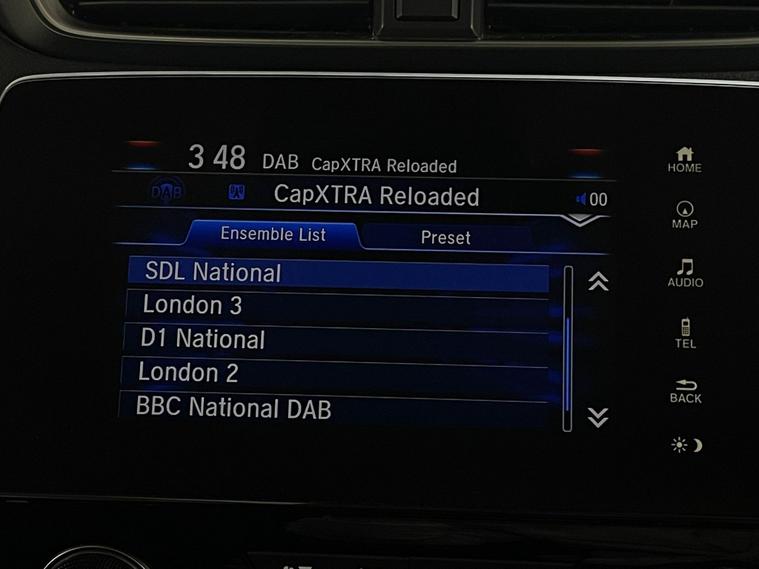 3 48 DAB CapXTRA Reloaded
DAB CapXTRA Reloaded 00
Ensemble List Preset
SDL National
London 3
D1 National
London 2
BBC National DAB
HOME
MAP
AUDIO
TEL
BACK